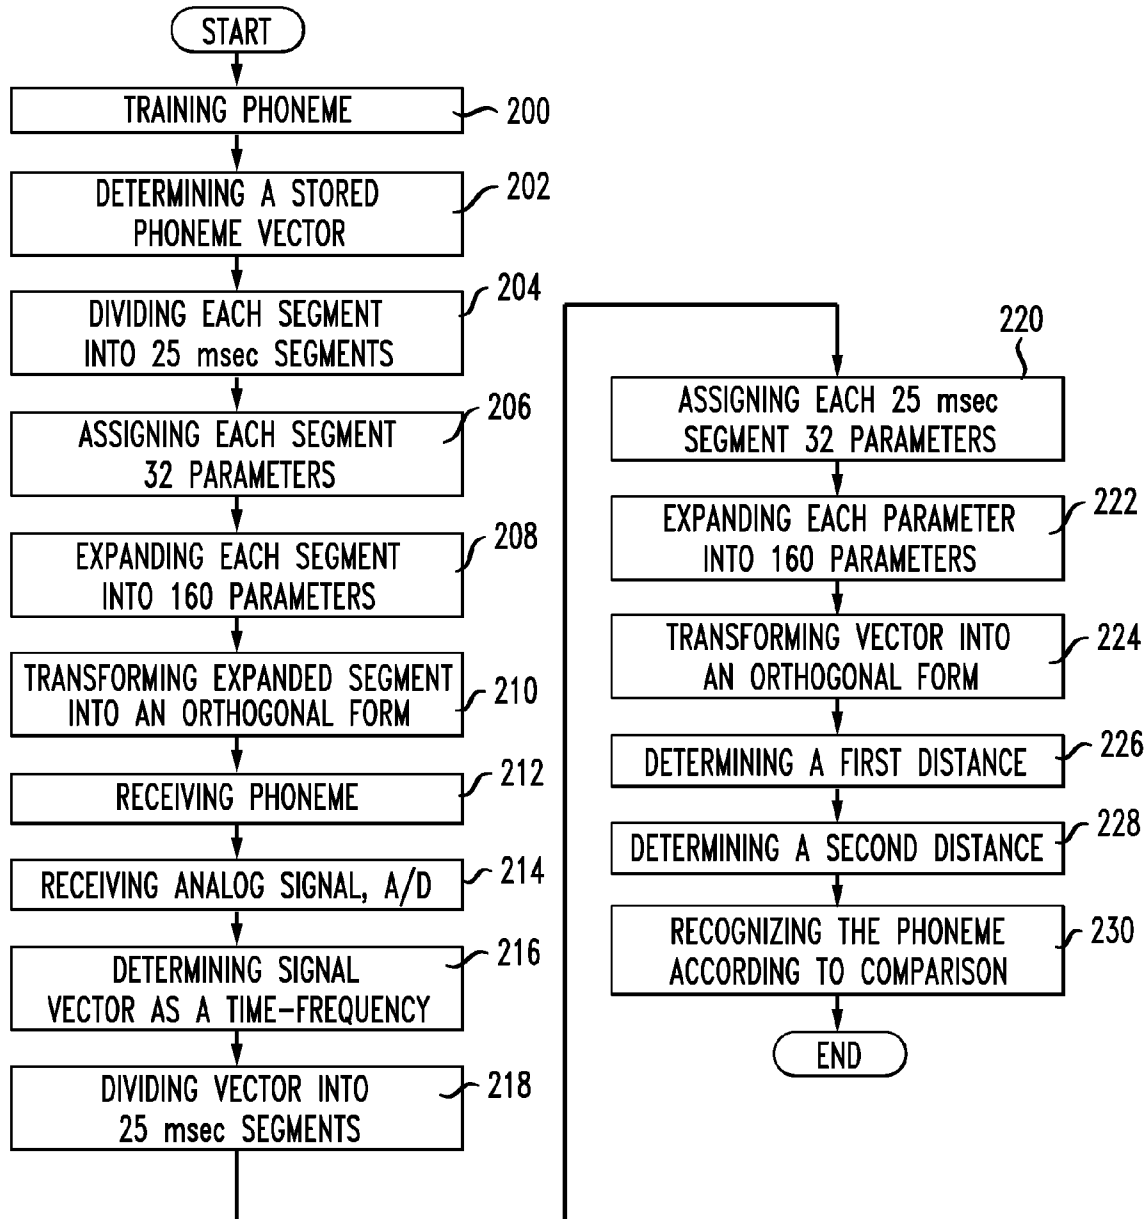 START
TRAINING PHONEME
200
DETERMINING A STORED
PHONEME VECTOR
202
DIVIDING EACH SEGMENT
INTO 25 msec SEGMENTS
204
ASSIGNING EACH SEGMENT
32 PARAMETERS
206
EXPANDING EACH SEGMENT
INTO 160 PARAMETERS
208
TRANSFORMING EXPANDED SEGMENT
INTO AN ORTHOGONAL FORM
210
RECEIVING PHONEME
212
RECEIVING ANALOG SIGNAL, A/D
214
DETERMINING SIGNAL
VECTOR AS A TIME-FREQUENCY
216
DIVIDING VECTOR INTO
25 msec SEGMENTS
218
ASSIGNING EACH 25 msec
SEGMENT 32 PARAMETERS
220
EXPANDING EACH PARAMETER
INTO 160 PARAMETERS
222
TRANSFORMING VECTOR INTO
AN ORTHOGONAL FORM
224
DETERMINING A FIRST DISTANCE
226
DETERMINING A SECOND DISTANCE
228
RECOGNIZING THE PHONEME
ACCORDING TO COMPARISON
230
END